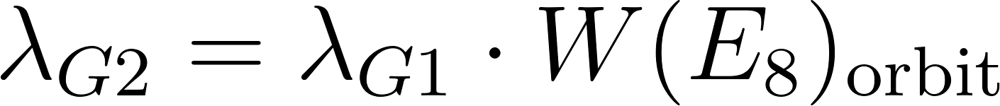 λ_{G2} = λ_{G1} · W(E_8)_{orbit}